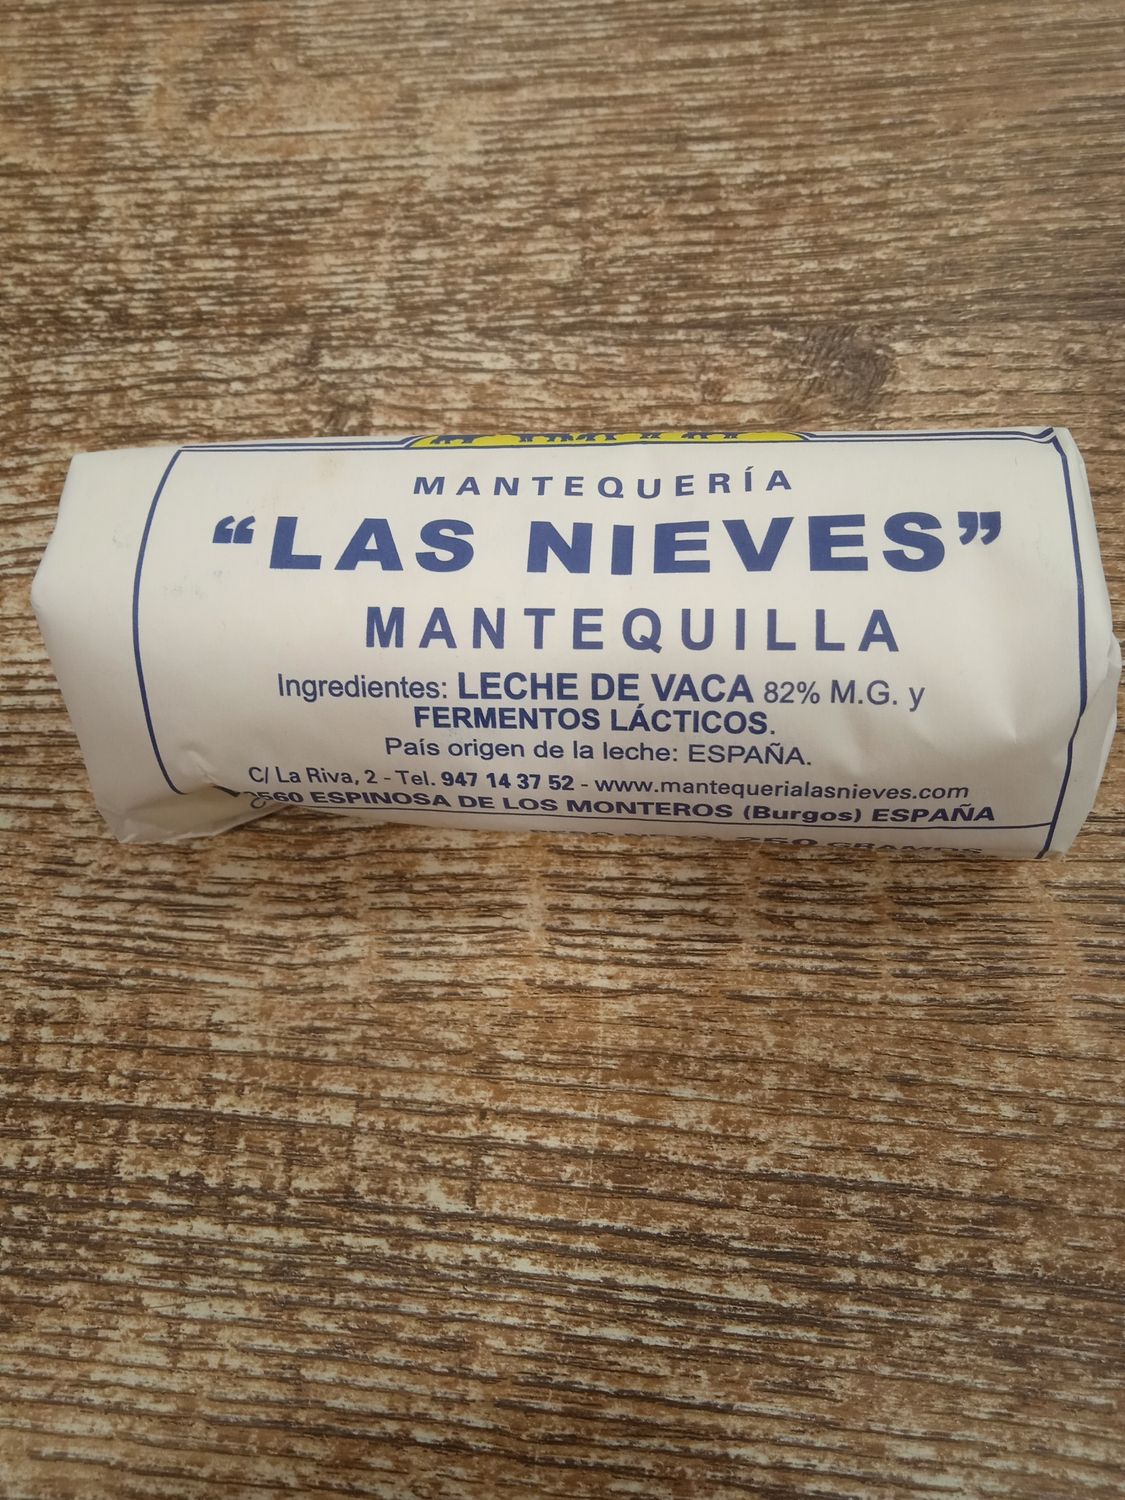 MANTEQUERÍA
“LAS NIEVES”
MANTEQUILLA
Ingredientes: LECHE DE VACA 82% M.G. y
FERMENTOS LÁCTICOS.
País origen de la leche: ESPAÑA.
C/ La Riva, 2 - Tel. 947 14 37 52 - www.mantequerialasnieves.com
ESPINOSA DE LOS MONTEROS (Burgos) ESPAÑA
GRAMOS